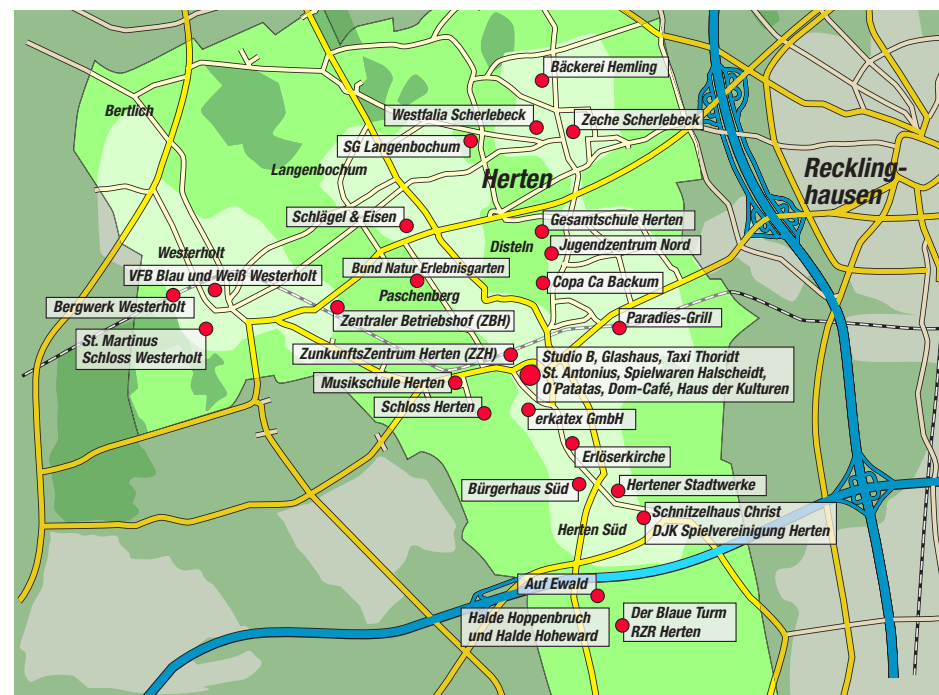 Bäckerei Hemling
Bertlich
Westfalia Scherlebeck
Zeche Scherlebeck
SG Langenbochum
Langenbochum
Herten
Reckling-
hausen
Schlägel & Eisen
Gesamtschule Herten
Disteln
Jugendzentrum Nord
Westerholt
VFB Blau und Weiß Westerholt
Bund Natur Erlebnisgarten
Copa Ca Backum
Paschenberg
Bergwerk Westerholt
Zentraler Betriebshof (ZBH)
Paradies-Grill
St. Martinus
Schloss Westerholt
ZunkunftsZentrum Herten (ZZH)
Studio B, Glashaus, Taxi Thoridt
St. Antonius, Spielwaren Halscheidt,
O'Pazzas, Dom-Café, Haus der Kulturen
Musikschule Herten
Schloss Herten
erkatex GmbH
Erlöserkirche
Bürgerhaus Süd
Hertener Stadtwerke
Schnitzelhaus Christ
DJK Spielvereinigung Herten
Herten Süd
Auf Ewald
Halde Hoppenbruch
und Halde Hoheward
Der Blaue Turm
RZR Herten